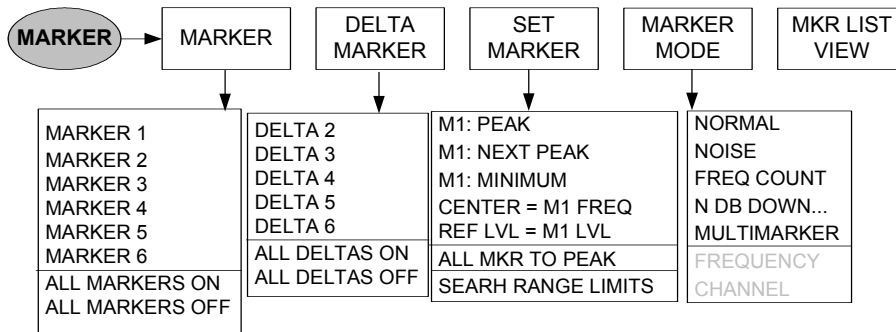 MARKER
MARKER
DELTA
MARKER
SET
MARKER
MARKER
MODE
MKR LIST
VIEW
MARKER 1
MARKER 2
MARKER 3
MARKER 4
MARKER 5
MARKER 6
ALL MARKERS ON
ALL MARKERS OFF
DELTA 2
DELTA 3
DELTA 4
DELTA 5
DELTA 6
ALL DELTAS ON
ALL DELTAS OFF
M1: PEAK
M1: NEXT PEAK
M1: MINIMUM
CENTER = M1 FREQ
REF LVL = M1 LVL
ALL MKR TO PEAK
SEARH RANGE LIMITS
NORMAL
NOISE
FREQ COUNT
N DB DOWN...
MULTIMARKER
FREQUENCY
CHANNEL